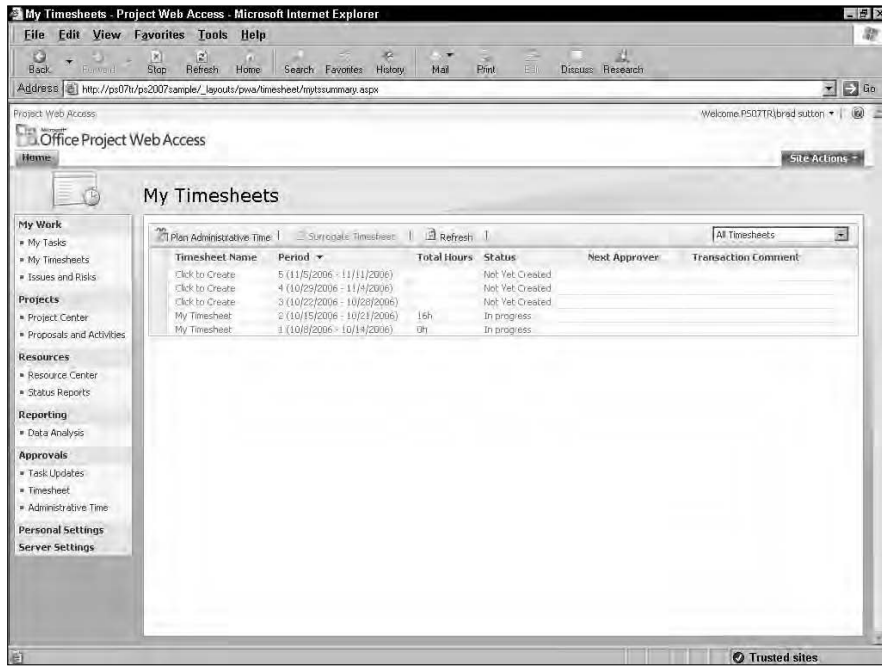 My Timesheets - Project Web Access - Microsoft Internet Explorer
File Edit View Favorites Tools Help
Back Forward Stop Refresh Home Search Favorites History Mail Print Edit Discuss Research
Address http://ps07tr/ps2007sample/_layouts/pwa/timesheet/mytssummary.aspx Go
Project Web Access Welcome PS07TR\brad sutton
Microsoft
Office Project Web Access
Home Site Actions
My Timesheets
My Work
My Tasks
My Timesheets
Issues and Risks
Projects
Project Center
Proposals and Activities
Resources
Resource Center
Status Reports
Reporting
Data Analysis
Approvals
Task Updates
Timesheet
Administrative Time
Personal Settings
Server Settings
Plan Administrative Time | Surrogate Timesheet | Refresh | All Timesheets
Timesheet Name Period Total Hours Status Next Approver Transaction Comment
Click to Create 5 (11/5/2006 - 11/11/2006) Not Yet Created
Click to Create 4 (10/29/2006 - 11/4/2006) Not Yet Created
Click to Create 3 (10/22/2006 - 10/28/2006) Not Yet Created
My Timesheet 2 (10/15/2006 - 10/21/2006) 16h In progress
My Timesheet 1 (10/8/2006 - 10/14/2006) 0h In progress
Trusted sites